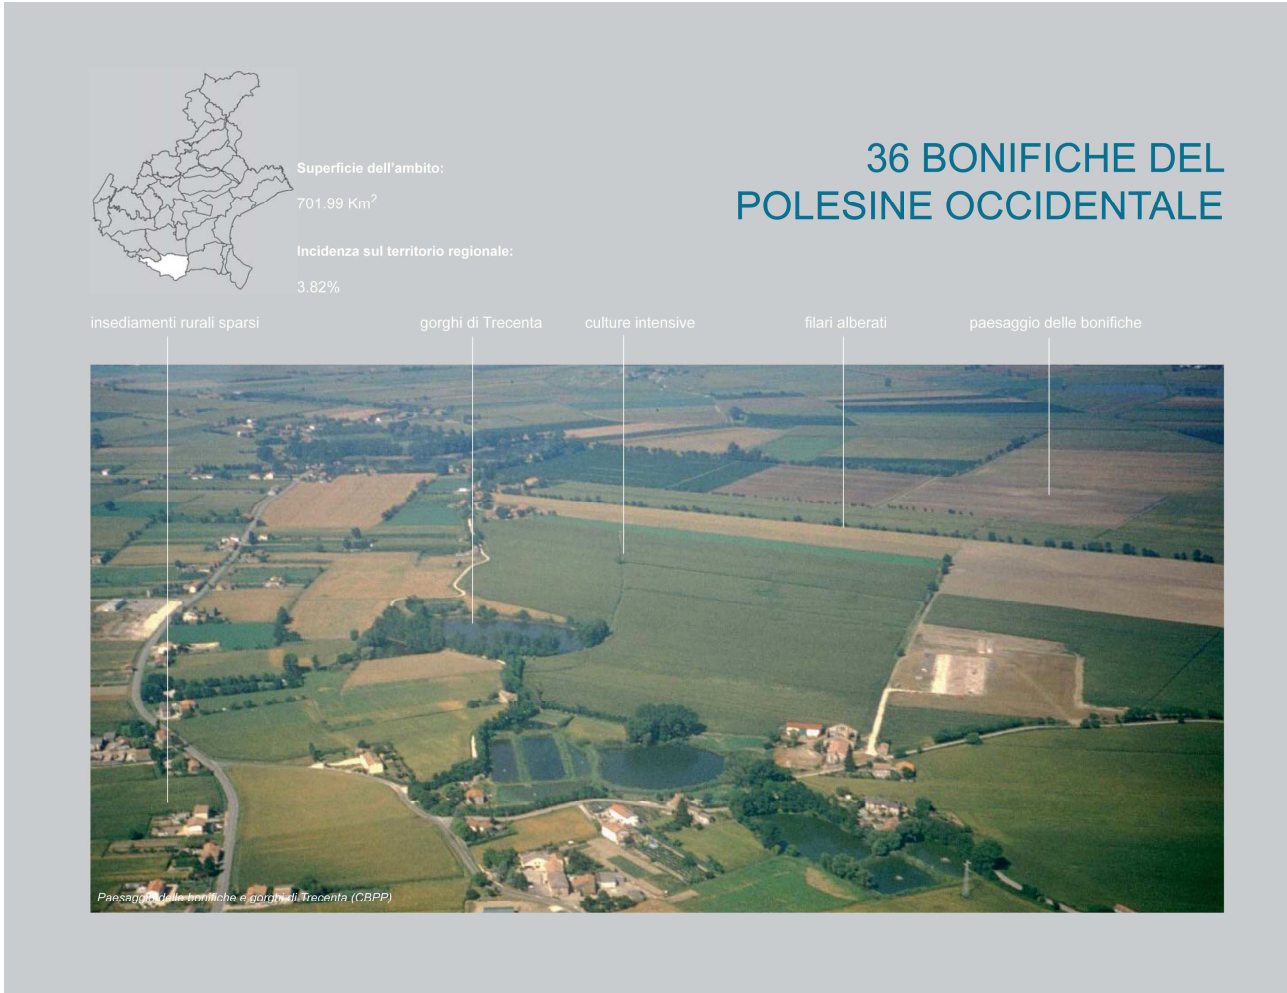 36 BONIFICHE DEL
POLESINE OCCIDENTALE
Superficie dell'ambito:
701.99 Km²
Incidenza sul territorio regionale:
3.82%
insediamenti rurali sparsi
gorghi di Trecenta
culture intensive
filari alberati
paesaggio delle bonifiche
Paesaggio delle bonifiche e gorghi di Trecenta (CBPP)